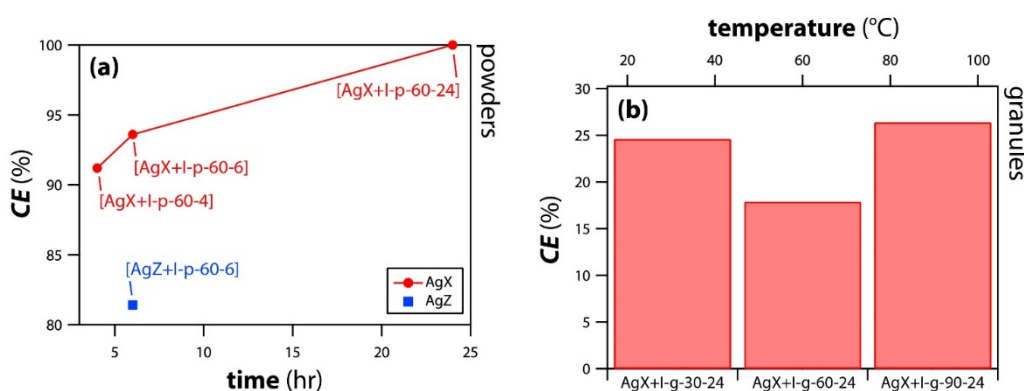 (a)
100
95
90
85
80
CE (%)
5
10
15
20
25
time (hr)
powders
[AgX+I-p-60-24]
[AgX+I-p-60-6]
[AgX+I-p-60-4]
[AgZ+I-p-60-6]
AgX
AgZ
temperature (°C)
20
40
60
80
100
(b)
30
25
20
15
10
5
0
CE (%)
granules
AgX+I-g-30-24
AgX+I-g-60-24
AgX+I-g-90-24